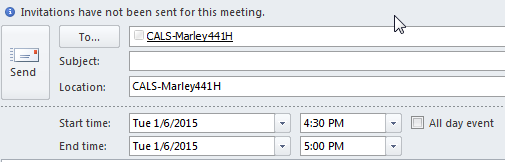 Invitations have not been sent for this meeting.
To... CALS-Marley441H
Send
Subject:
Location: CALS-Marley441H
Start time: Tue 1/6/2015 4:30 PM All day event
End time: Tue 1/6/2015 5:00 PM